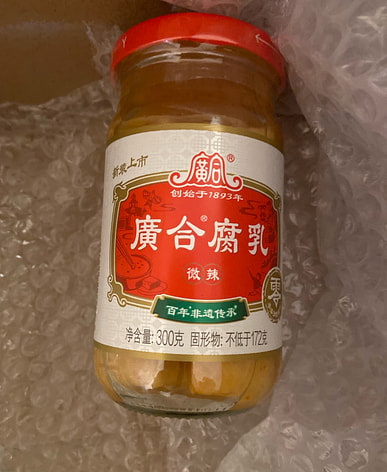 新装上市
廣合®
创始于1893年
廣合®腐乳
微辣
零
百年非遗传承
净含量: 300克 固形物: 不低于172克